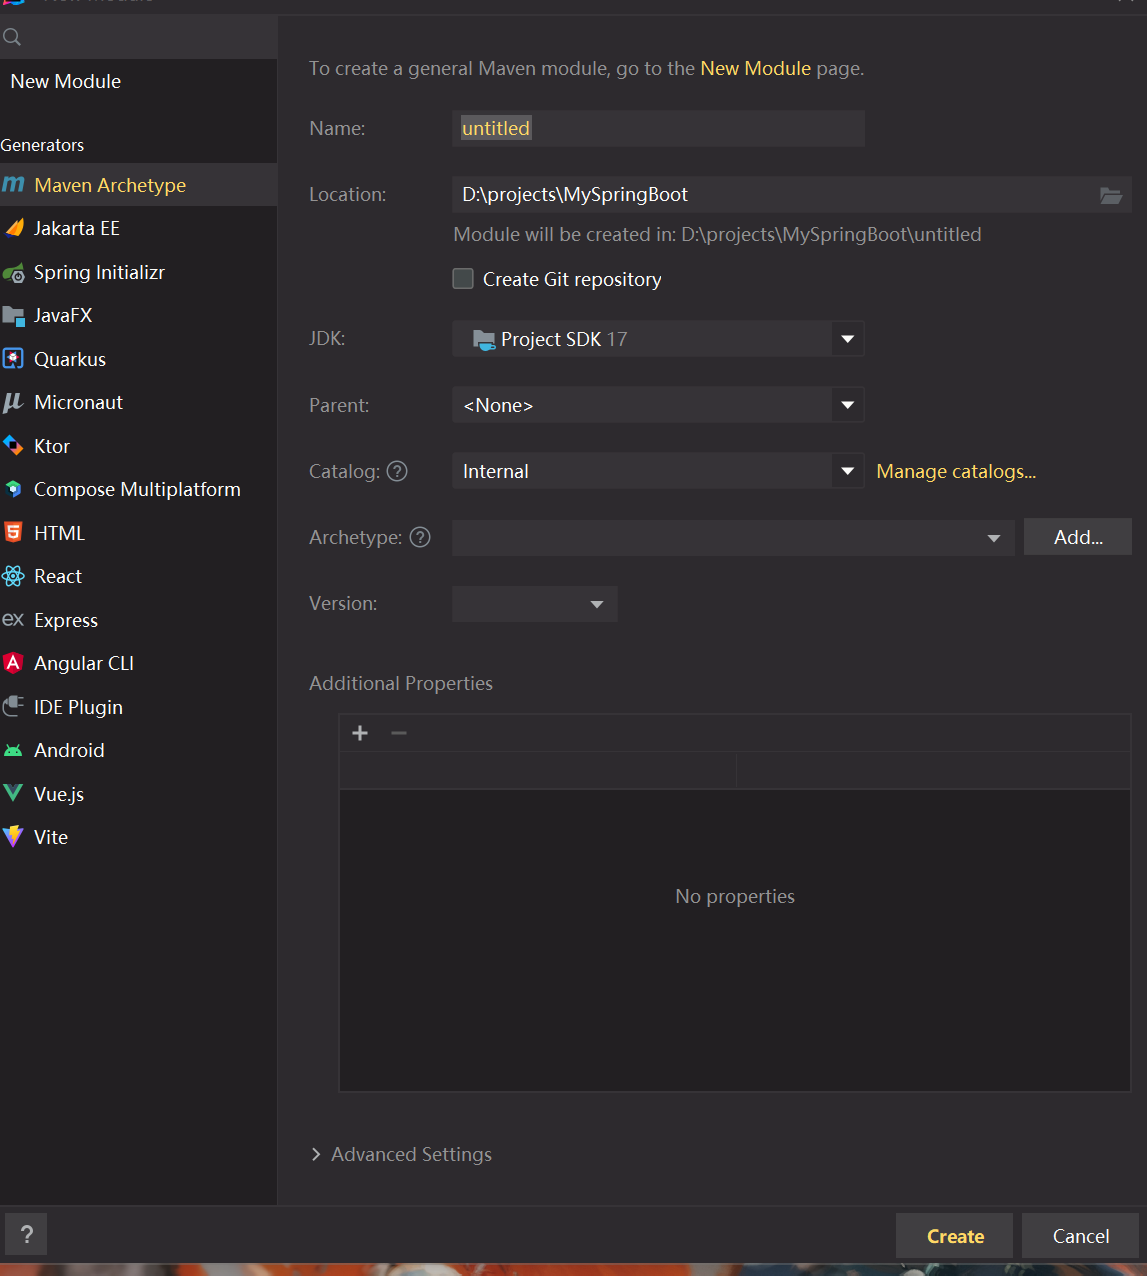 New Module
Generators
Maven Archetype
Jakarta EE
Spring Initializr
JavaFX
Quarkus
Micronaut
Ktor
Compose Multiplatform
HTML
React
Express
Angular CLI
IDE Plugin
Android
Vue.js
Vite
To create a general Maven module, go to the New Module page.
Name: untitled
Location: D:\projects\MySpringBoot
Module will be created in: D:\projects\MySpringBoot\untitled
Create Git repository
JDK: Project SDK 17
Parent: <None>
Catalog: ? Internal Manage catalogs...
Archetype: ? Add...
Version:
Additional Properties
No properties
Advanced Settings
? Create Cancel